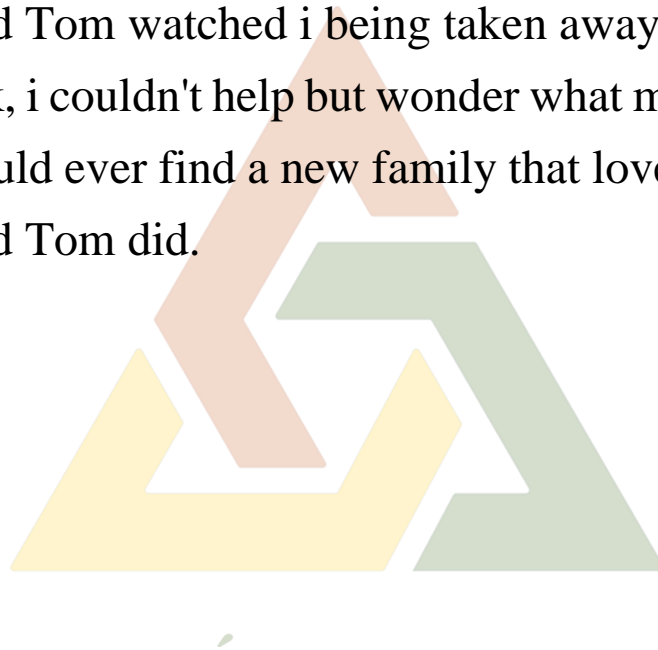 d Tom watched i being taken away
, i couldn't help but wonder what m
uld ever find a new family that love
d Tom did.